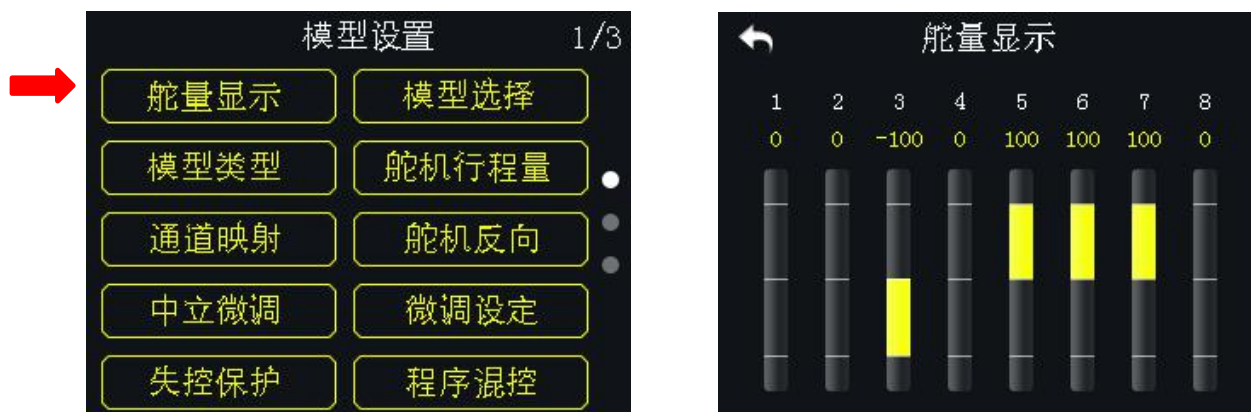 模型设置 1/3
舵量显示 模型选择
模型类型 舵机行程量
通道映射 舵机反向
中立微调 微调设定
失控保护 程序混控
舵量显示
1 2 3 4 5 6 7 8
0 0 -100 0 100 100 100 0